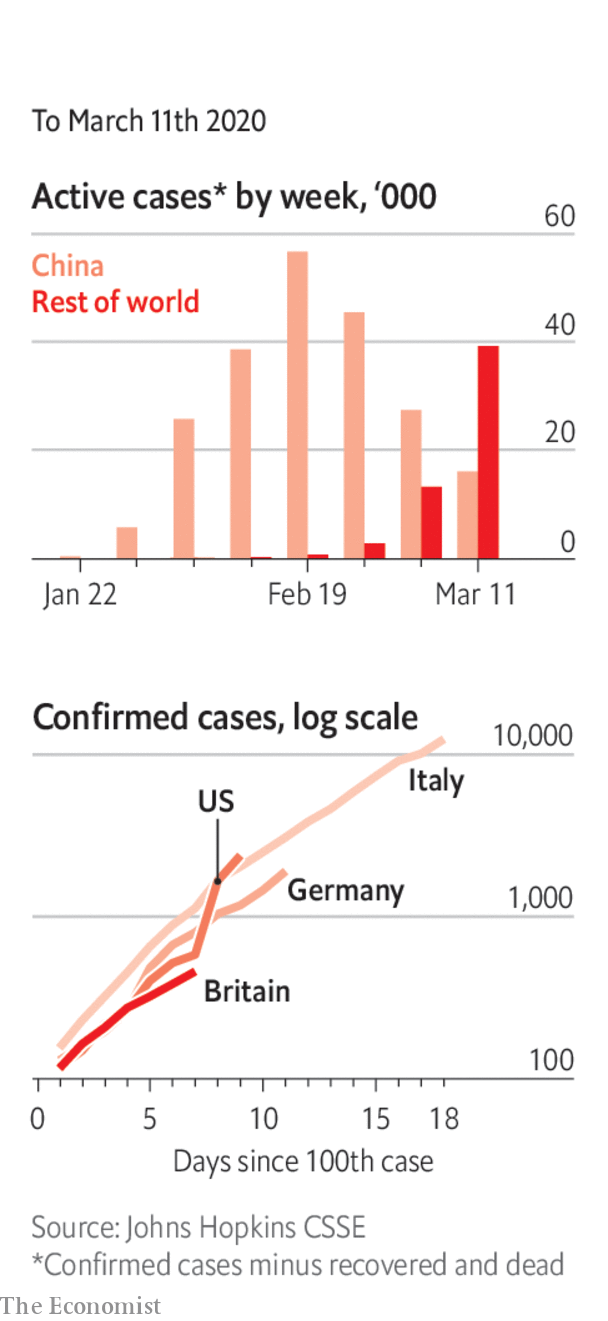 To March 11th 2020
Active cases* by week, ‘000
60
China
Rest of world
40
20
0
Jan 22
Feb 19
Mar 11
Confirmed cases, log scale
10,000
Italy
US
Germany
1,000
Britain
100
0
5
10
15
18
Days since 100th case
Source: Johns Hopkins CSSE
*Confirmed cases minus recovered and dead
The Economist